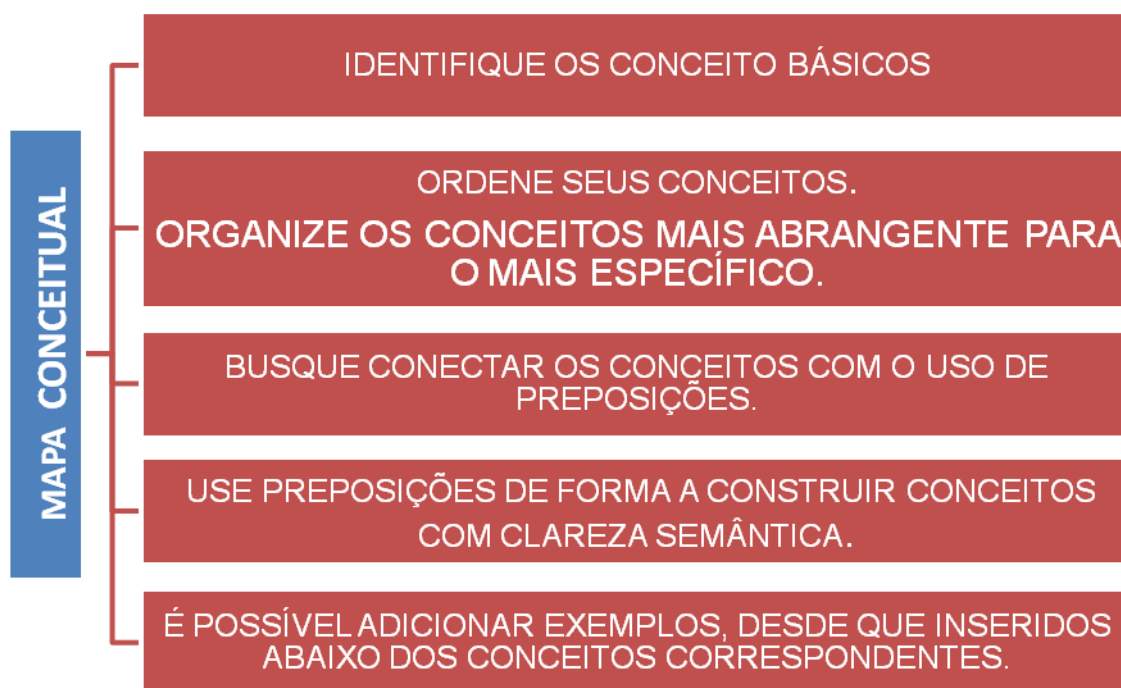 MAPA CONCEITUAL
IDENTIFIQUE OS CONCEITO BÁSICOS
ORDENE SEUS CONCEITOS.
ORGANIZE OS CONCEITOS MAIS ABRANGENTE PARA
O MAIS ESPECÍFICO.
BUSQUE CONECTAR OS CONCEITOS COM O USO DE
PREPOSIÇÕES.
USE PREPOSIÇÕES DE FORMA A CONSTRUIR CONCEITOS
COM CLAREZA SEMÂNTICA.
É POSSÍVEL ADICIONAR EXEMPLOS, DESDE QUE INSERIDOS
ABAIXO DOS CONCEITOS CORRESPONDENTES.